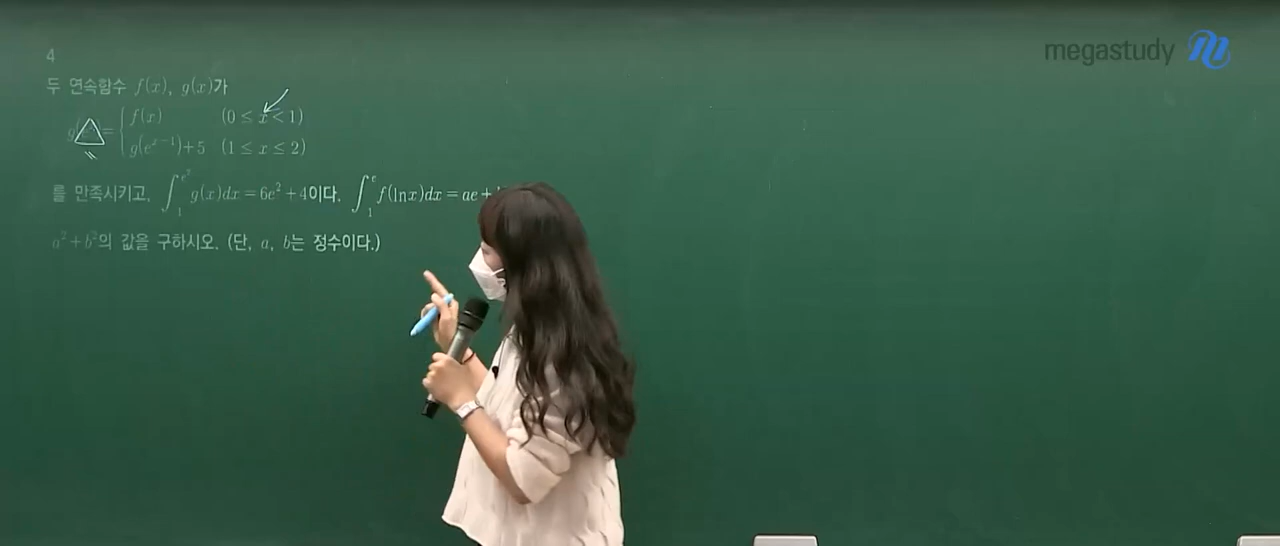 megastudy
4
두 연속함수 f(x), g(x)가
= { f(x) (0 ≤ x < 1)
g(e^{x-1})+5 (1 ≤ x ≤ 2)
를 만족시키고, ∫_1^{e^2} g(x)dx = 6e^2+4이다. ∫_1^e f(ln x)dx = ae+
a^2+b^2의 값을 구하시오. (단, a, b는 정수이다.)